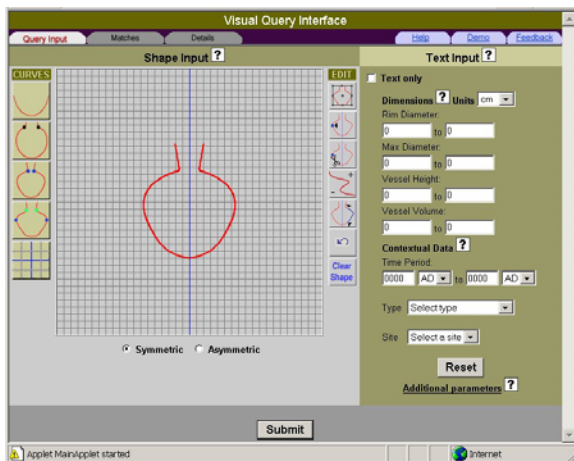 Visual Query Interface
Query Input Matches Details Help Demo Feedback
Shape Input ? Text Input ?
CURVES
EDIT
Text only
Dimensions ? Units cm
Rim Diameter:
0 to 0
Max Diameter:
0 to 0
Vessel Height:
0 to 0
Vessel Volume:
0 to 0
Contextual Data ?
Time Period:
0000 AD to 0000 AD
Clear
Shape
Type Select type
Site Select a site
Symmetric Asymmetric
Reset
Additional parameters ?
Submit
Applet MainApplet started Internet